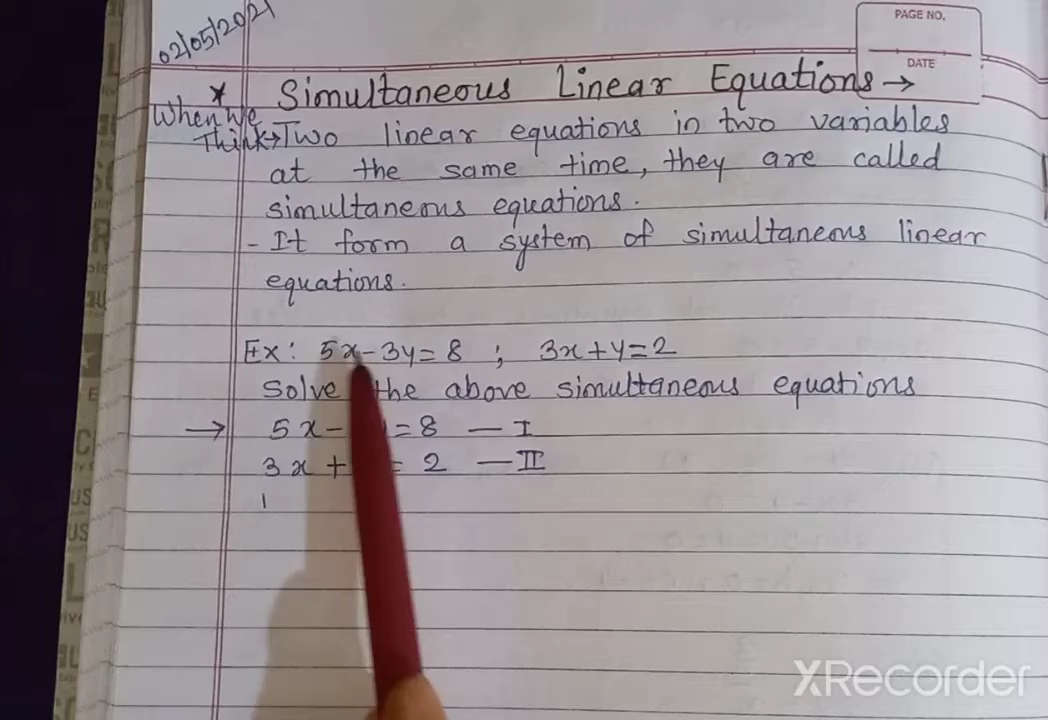 02/05/2021
PAGE NO.
DATE
* Simultaneous Linear Equations →
When we
Think → Two linear equations in two variables
at the same time, they are called
simultaneous equations.
- It form a system of simultaneous linear
equations.
Ex: 5x - 3y = 8 ; 3x + y = 2
Solve the above simultaneous equations
→ 5x - = 8 — I
3x + = 2 — II
XRecorder